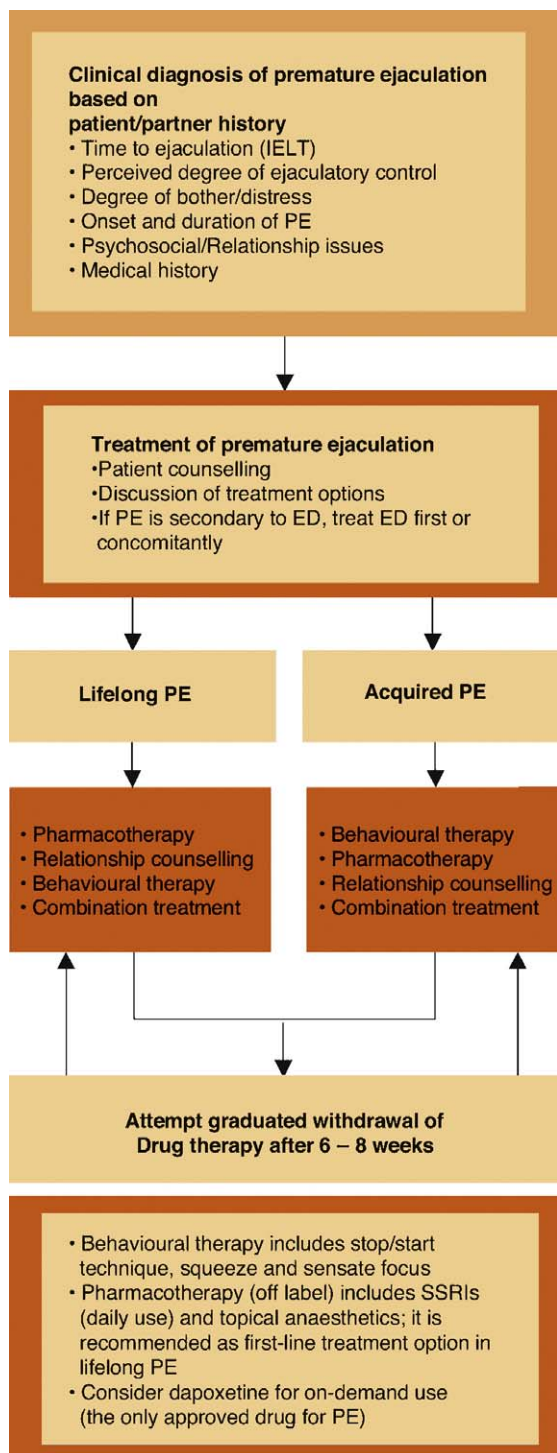 Clinical diagnosis of premature ejaculation
based on
patient/partner history
• Time to ejaculation (IELT)
• Perceived degree of ejaculatory control
• Degree of bother/distress
• Onset and duration of PE
• Psychosocial/Relationship issues
• Medical history
Treatment of premature ejaculation
•Patient counselling
•Discussion of treatment options
•If PE is secondary to ED, treat ED first or
concomitantly
Lifelong PE
Acquired PE
• Pharmacotherapy
• Relationship counselling
• Behavioural therapy
• Combination treatment
• Behavioural therapy
• Pharmacotherapy
• Relationship counselling
• Combination treatment
Attempt graduated withdrawal of
Drug therapy after 6 – 8 weeks
• Behavioural therapy includes stop/start
technique, squeeze and sensate focus
• Pharmacotherapy (off label) includes SSRIs
(daily use) and topical anaesthetics; it is
recommended as first-line treatment option in
lifelong PE
• Consider dapoxetine for on-demand use
(the only approved drug for PE)